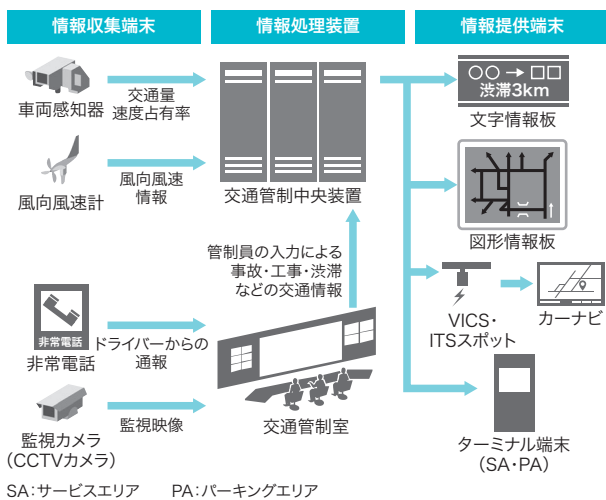 情報収集端末
情報処理装置
情報提供端末
車両感知器
交通量
速度占有率
風向風速計
風向風速
情報
交通管制中央装置
管制員の入力による
事故・工事・渋滞
などの交通情報
非常電話
非常電話
ドライバーからの
通報
監視カメラ
(CCTVカメラ)
監視映像
交通管制室
○○→□□
渋滞3km
文字情報板
図形情報板
VICS・
ITSスポット
カーナビ
ターミナル端末
(SA・PA)
SA:サービスエリア PA:パーキングエリア